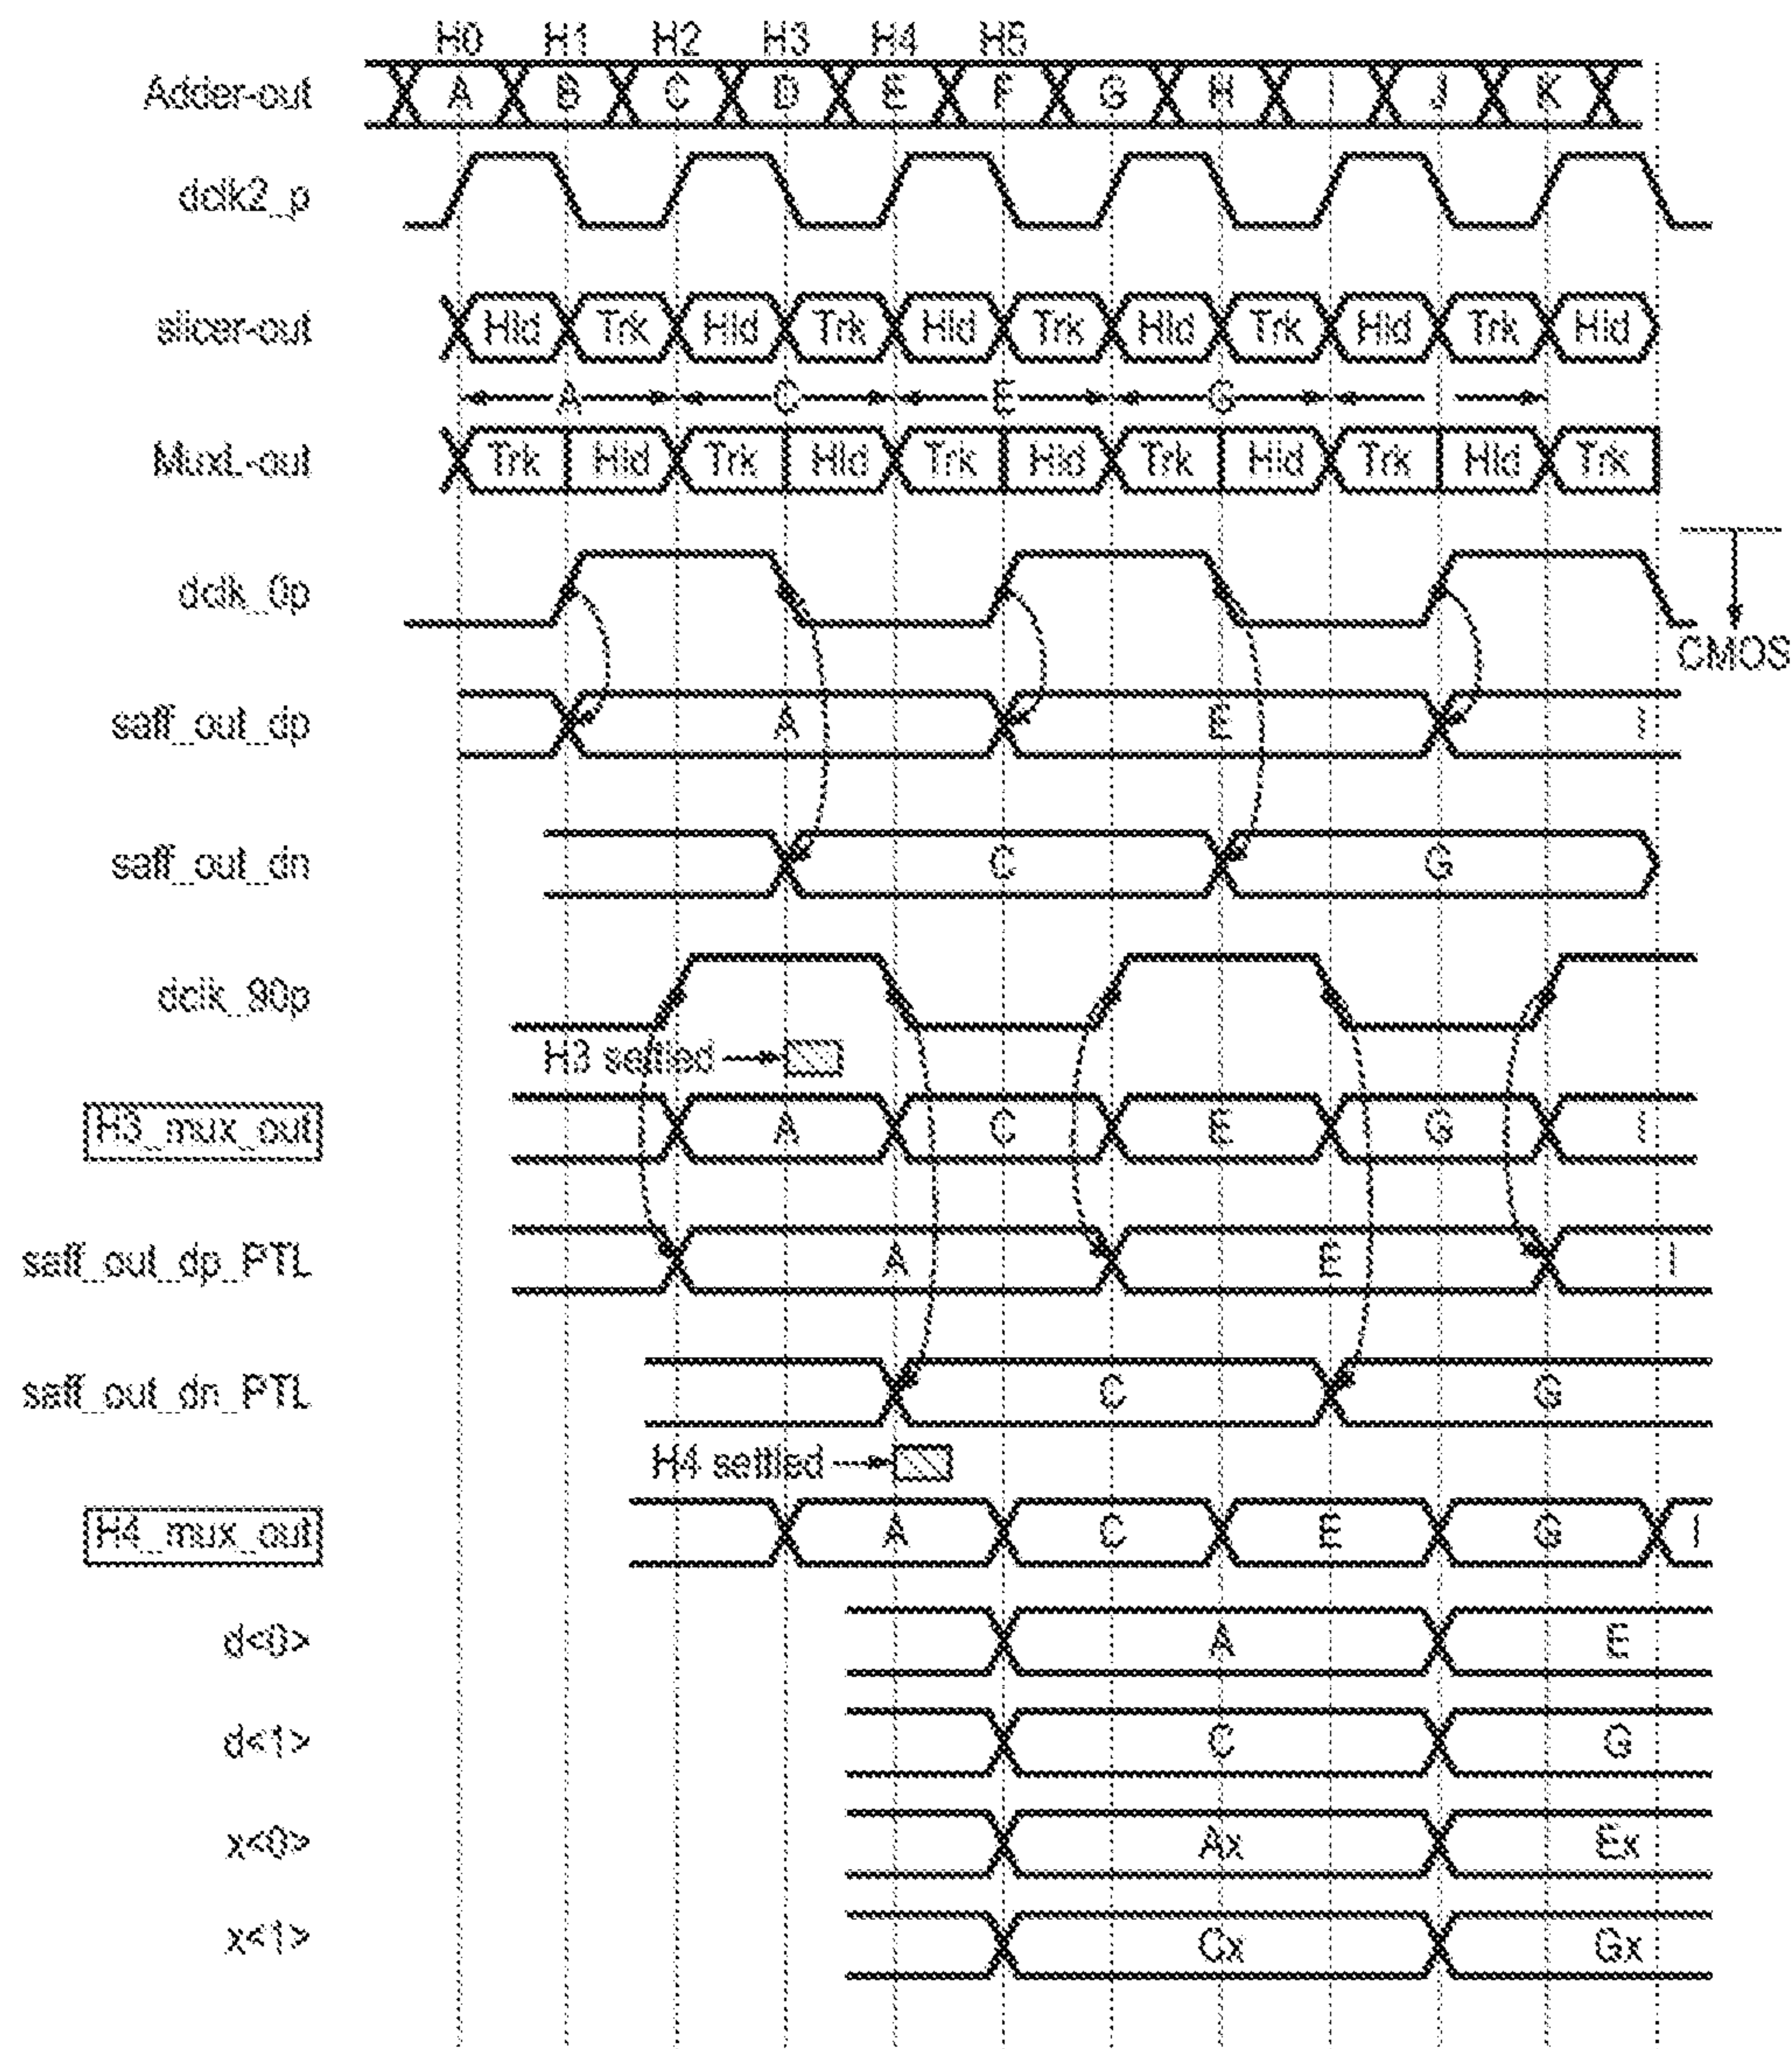 H0 H1 H2 H3 H4 H5
Adder-out A B C D E F G H I J K
dclk2_p
slicer-out Hld Trk Hld Trk Hld Trk Hld Trk Hld Trk Hld
A C E G I
MuxL-out Trk Hld Trk Hld Trk Hld Trk Hld Trk Hld Trk
dclk_0p
CMOS
saff_out_dp A E I
saff_out_dn C G
dclk_90p
H3 settled
H3_mux_out A C E G I
saff_out_dp_PTL A E I
saff_out_dn_PTL C G
H4 settled
H4_mux_out A C E G I
d<0> A E
d<1> C G
x<0> Ax Ex
x<1> Cx Gx